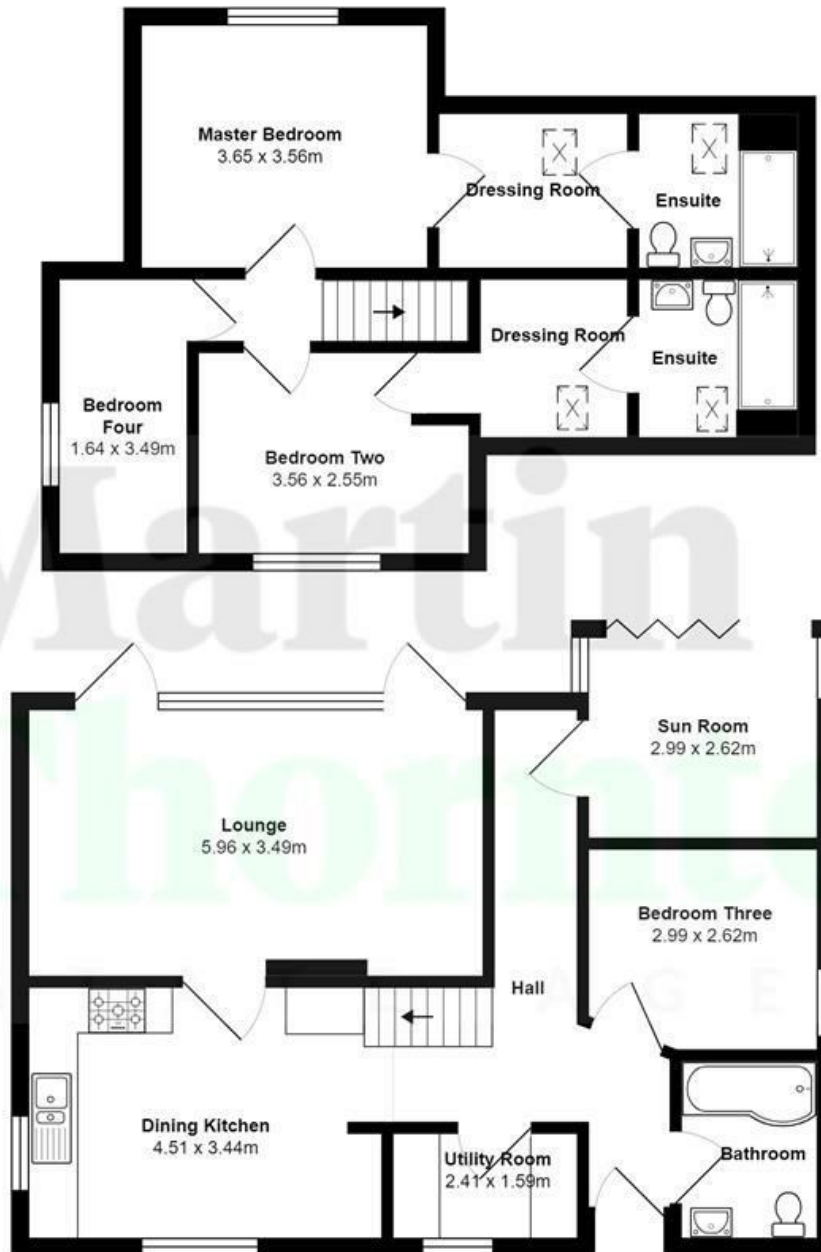 Master Bedroom
3.65 x 3.56m
Dressing Room
Ensuite
Dressing Room
Ensuite
Bedroom
Four
1.64 x 3.49m
Bedroom Two
3.56 x 2.55m
Martin
Thornto
Sun Room
2.99 x 2.62m
Lounge
5.96 x 3.49m
Bedroom Three
2.99 x 2.62m
Hall
A G E
Dining Kitchen
4.51 x 3.44m
Utility Room
2.41 x 1.59m
Bathroom